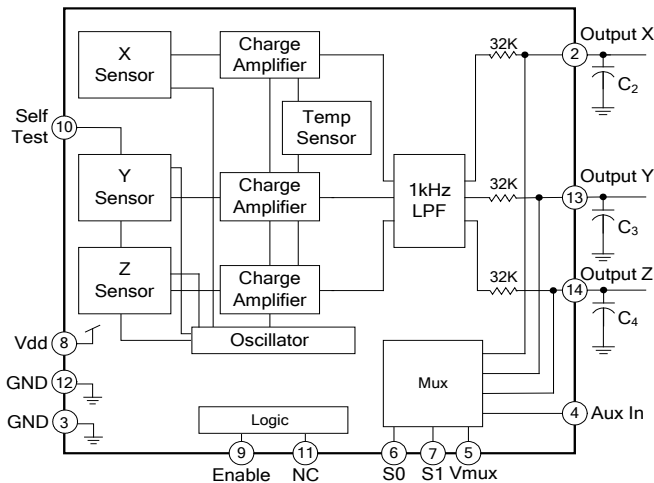 X
Sensor
Charge
Amplifier
32K
2
Output X
C2
Temp
Sensor
Self
Test
10
Y
Sensor
Charge
Amplifier
1kHz
LPF
32K
13
Output Y
C3
Z
Sensor
Charge
Amplifier
32K
14
Output Z
C4
Oscillator
Vdd
8
GND
12
GND
3
Mux
4
Aux In
Logic
9
Enable
11
NC
6
S0
7
S1
5
Vmux